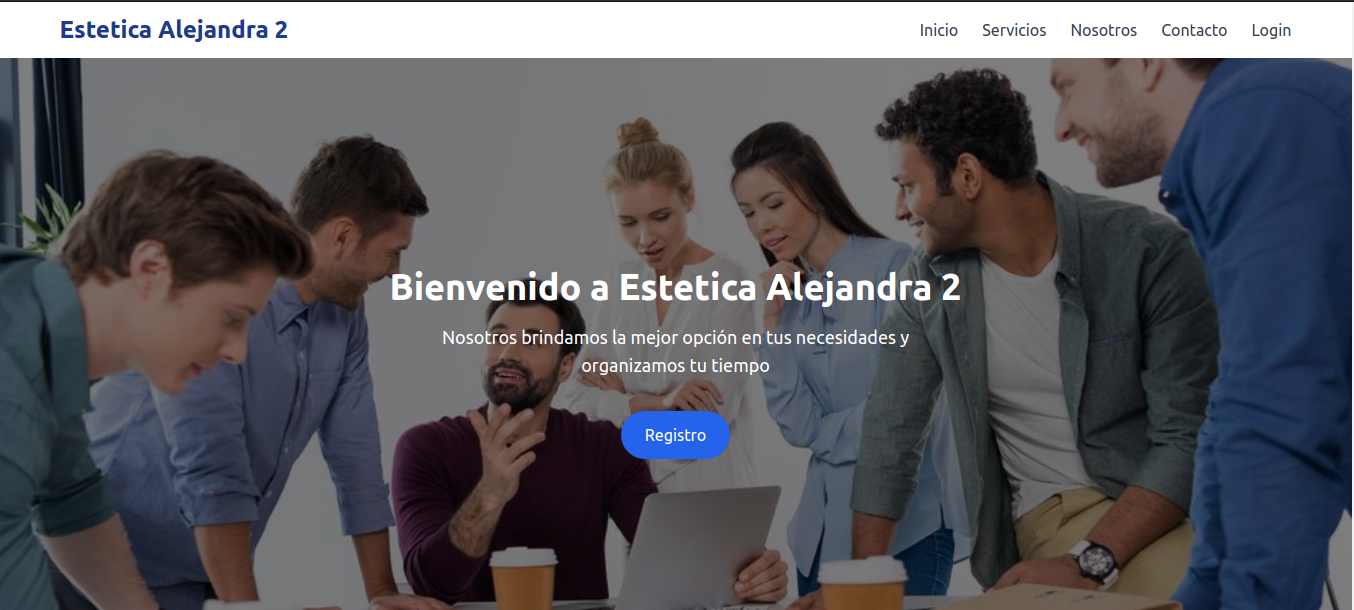 Estetica Alejandra 2
Inicio Servicios Nosotros Contacto Login
Bienvenido a Estetica Alejandra 2
Nosotros brindamos la mejor opción en tus necesidades y
organizamos tu tiempo
Registro